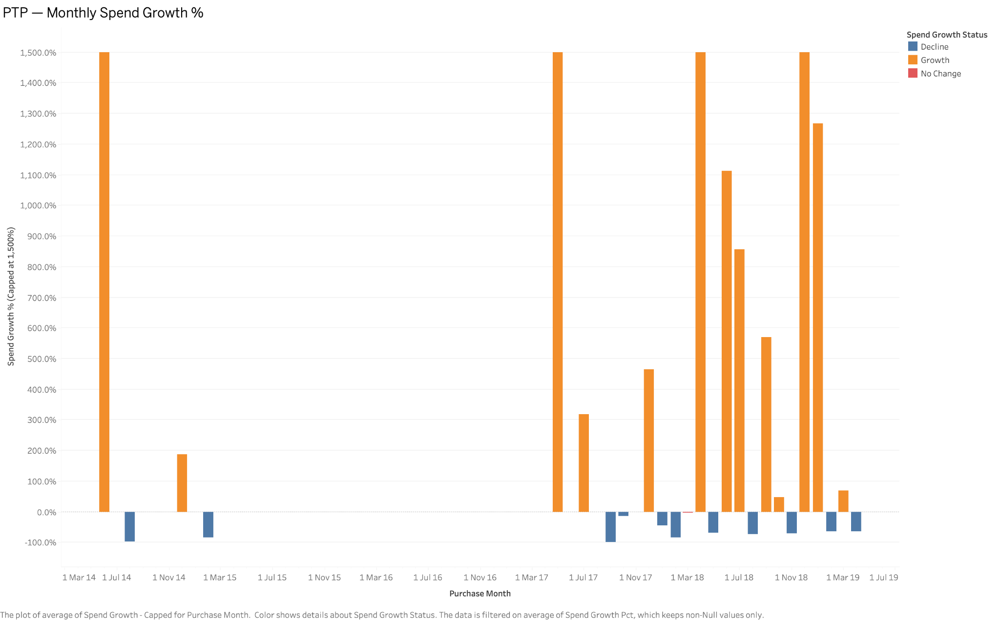 PTP — Monthly Spend Growth %
Spend Growth Status
Decline
Growth
No Change
Spend Growth % (Capped at 1,500%)
1,500.0%
1,400.0%
1,300.0%
1,200.0%
1,100.0%
1,000.0%
900.0%
800.0%
700.0%
600.0%
500.0%
400.0%
300.0%
200.0%
100.0%
0.0%
-100.0%
1 Mar 14 1 Jul 14 1 Nov 14 1 Mar 15 1 Jul 15 1 Nov 15 1 Mar 16 1 Jul 16 1 Nov 16 1 Mar 17 1 Jul 17 1 Nov 17 1 Mar 18 1 Jul 18 1 Nov 18 1 Mar 19 1 Jul 19
Purchase Month
The plot of average of Spend Growth - Capped for Purchase Month.  Color shows details about Spend Growth Status. The data is filtered on average of Spend Growth Pct, which keeps non-Null values only.